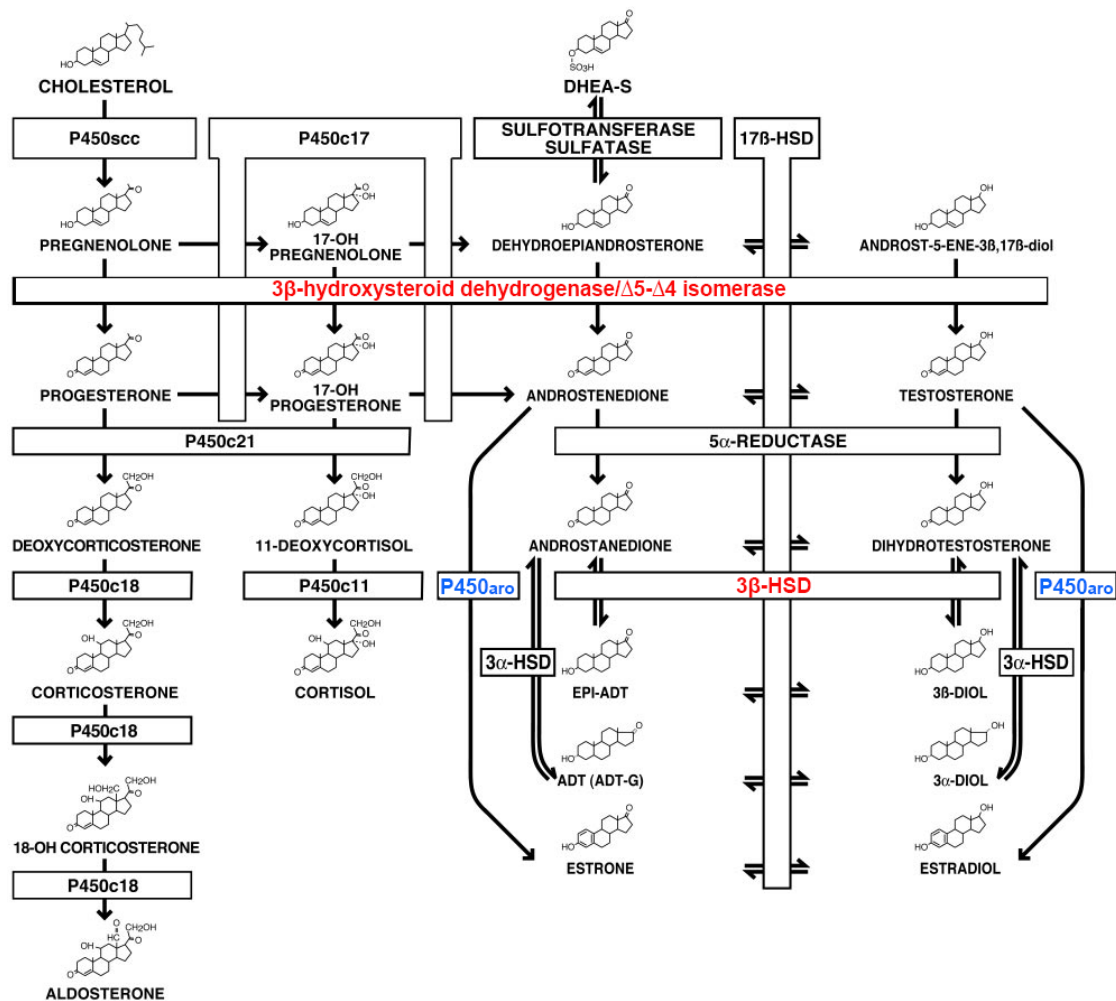 CHOLESTEROL
DHEA-S
P450scc
P450c17
SULFOTRANSFERASE
SULFATASE
17ß-HSD
PREGNENOLONE
17-OH
PREGNENOLONE
DEHYDROEPIANDROSTERONE
ANDROST-5-ENE-3ß,17ß-diol
3β-hydroxysteroid dehydrogenase/Δ5-Δ4 isomerase
PROGESTERONE
17-OH
PROGESTERONE
ANDROSTENEDIONE
TESTOSTERONE
P450c21
5α-REDUCTASE
DEOXYCORTICOSTERONE
11-DEOXYCORTISOL
ANDROSTANEDIONE
DIHYDROTESTOSTERONE
P450c18
P450c11
P450aro
3β-HSD
P450aro
CORTICOSTERONE
CORTISOL
3α-HSD
EPI-ADT
3ß-DIOL
3α-HSD
P450c18
ADT (ADT-G)
3α-DIOL
18-OH CORTICOSTERONE
ESTRONE
ESTRADIOL
P450c18
ALDOSTERONE